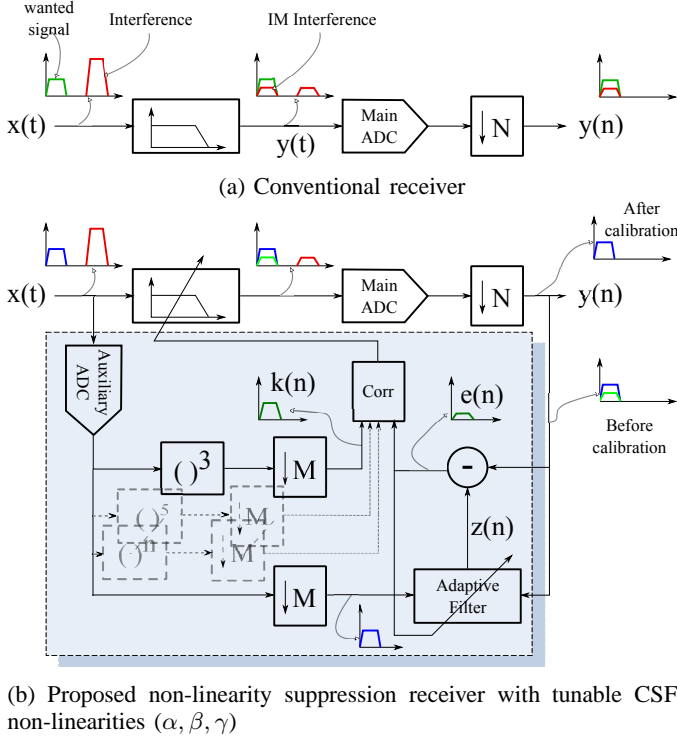 wanted
signal
Interference
IM Interference
x(t)
y(t)
Main
ADC
↓ N
y(n)
(a) Conventional receiver
After
calibration
x(t)
Main
ADC
↓ N
y(n)
Auxiliary
ADC
k(n)
Corr
e(n)
Before
calibration
( )³
↓ M
-
( )⁵
↓ M
( )ⁿ
↓ M
z(n)
↓ M
Adaptive
Filter
(b) Proposed non-linearity suppression receiver with tunable CSF
non-linearities (α, β, γ)